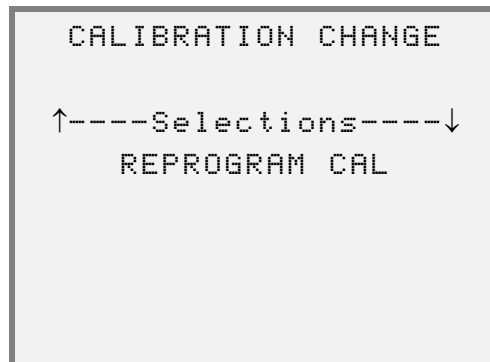 CALIBRATION CHANGE
↑----Selections----↓
REPROGRAM CAL